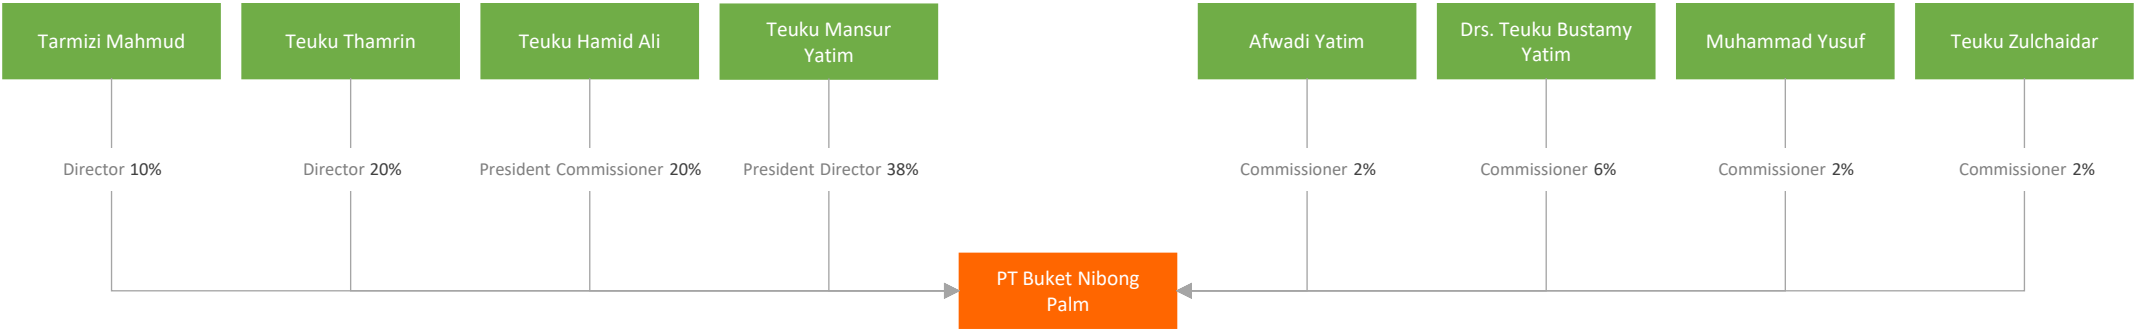 Tarmizi Mahmud
Teuku Thamrin
Teuku Hamid Ali
Teuku Mansur
Yatim
Afwadi Yatim
Drs. Teuku Bustamy
Yatim
Muhammad Yusuf
Teuku Zulchaidar
Director 10%
Director 20%
President Commissioner 20%
President Director 38%
Commissioner 2%
Commissioner 6%
Commissioner 2%
Commissioner 2%
PT Buket Nibong
Palm